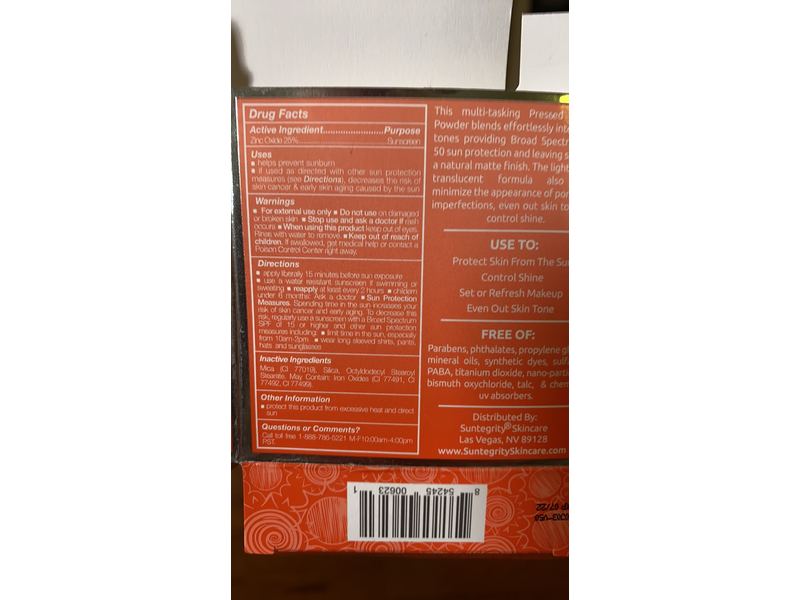 Drug Facts
Active Ingredient........................Purpose
Zinc Oxide 25%................................Sunscreen
Uses
▪ helps prevent sunburn
▪ if used as directed with other sun protection
measures (see Directions), decreases the risk of
skin cancer & early skin aging caused by the sun
Warnings
▪ For external use only ▪ Do not use on damaged
or broken skin ▪ Stop use and ask a doctor if rash
occurs ▪ When using this product keep out of eyes.
Rinse with water to remove. ▪ Keep out of reach of
children. If swallowed, get medical help or contact a
Poison Control Center right away.
Directions
▪ apply liberally 15 minutes before sun exposure
▪ use a water resistant sunscreen if swimming or
sweating ▪ reapply at least every 2 hours ▪ children
under 6 months: Ask a doctor ▪ Sun Protection
Measures. Spending time in the sun increases your
risk of skin cancer and early aging. To decrease this
risk, regularly use a sunscreen with a Broad Spectrum
SPF of 15 or higher and other sun protection
measures including: ▪ limit time in the sun, especially
from 10am-2pm ▪ wear long sleeved shirts, pants,
hats and sunglasses
Inactive Ingredients
Mica (CI 77019), Silica, Octyldodecyl Stearoyl
Stearate. May Contain: Iron Oxides (CI 77491, CI
77492, CI 77499).
Other Information
▪ protect this product from excessive heat and direct
sun
Questions or Comments?
Call toll free 1-888-786-5221 M-F10:00am-4:00pm
PST.
This multi-tasking Pressed
Powder blends effortlessly int
tones providing Broad Spectr
50 sun protection and leaving s
a natural matte finish. The light
translucent formula also
minimize the appearance of por
imperfections, even out skin to
control shine.
USE TO:
Protect Skin From The Sun
Control Shine
Set or Refresh Makeup
Even Out Skin Tone
FREE OF:
Parabens, phthalates, propylene gl
mineral oils, synthetic dyes, sulf
PABA, titanium dioxide, nano-parti
bismuth oxychloride, talc, & chem
uv absorbers.
Distributed By:
Suntegrity® Skincare
Las Vegas, NV 89128
www.SuntegritySkincare.com
8 54245 00623 1
07/22